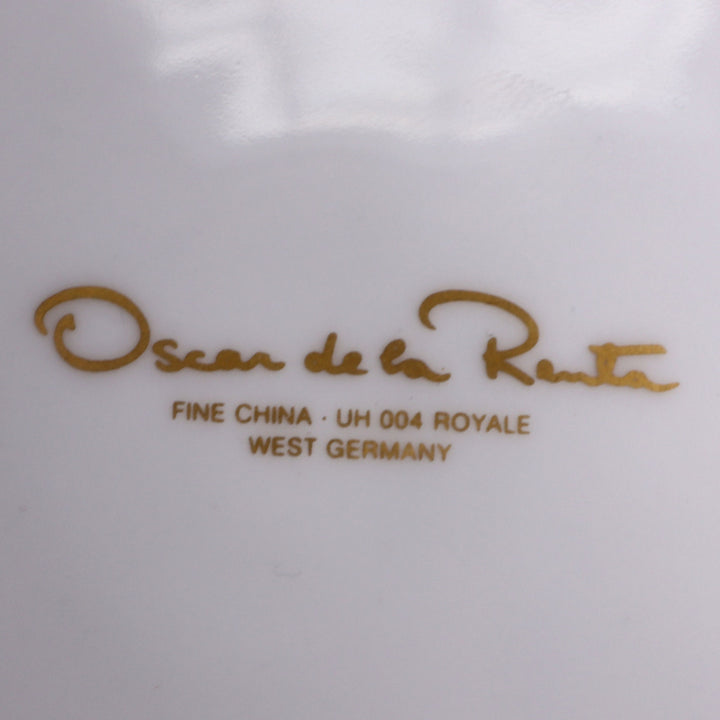 Oscar de la Renta
FINE CHINA · UH 004 ROYALE
WEST GERMANY